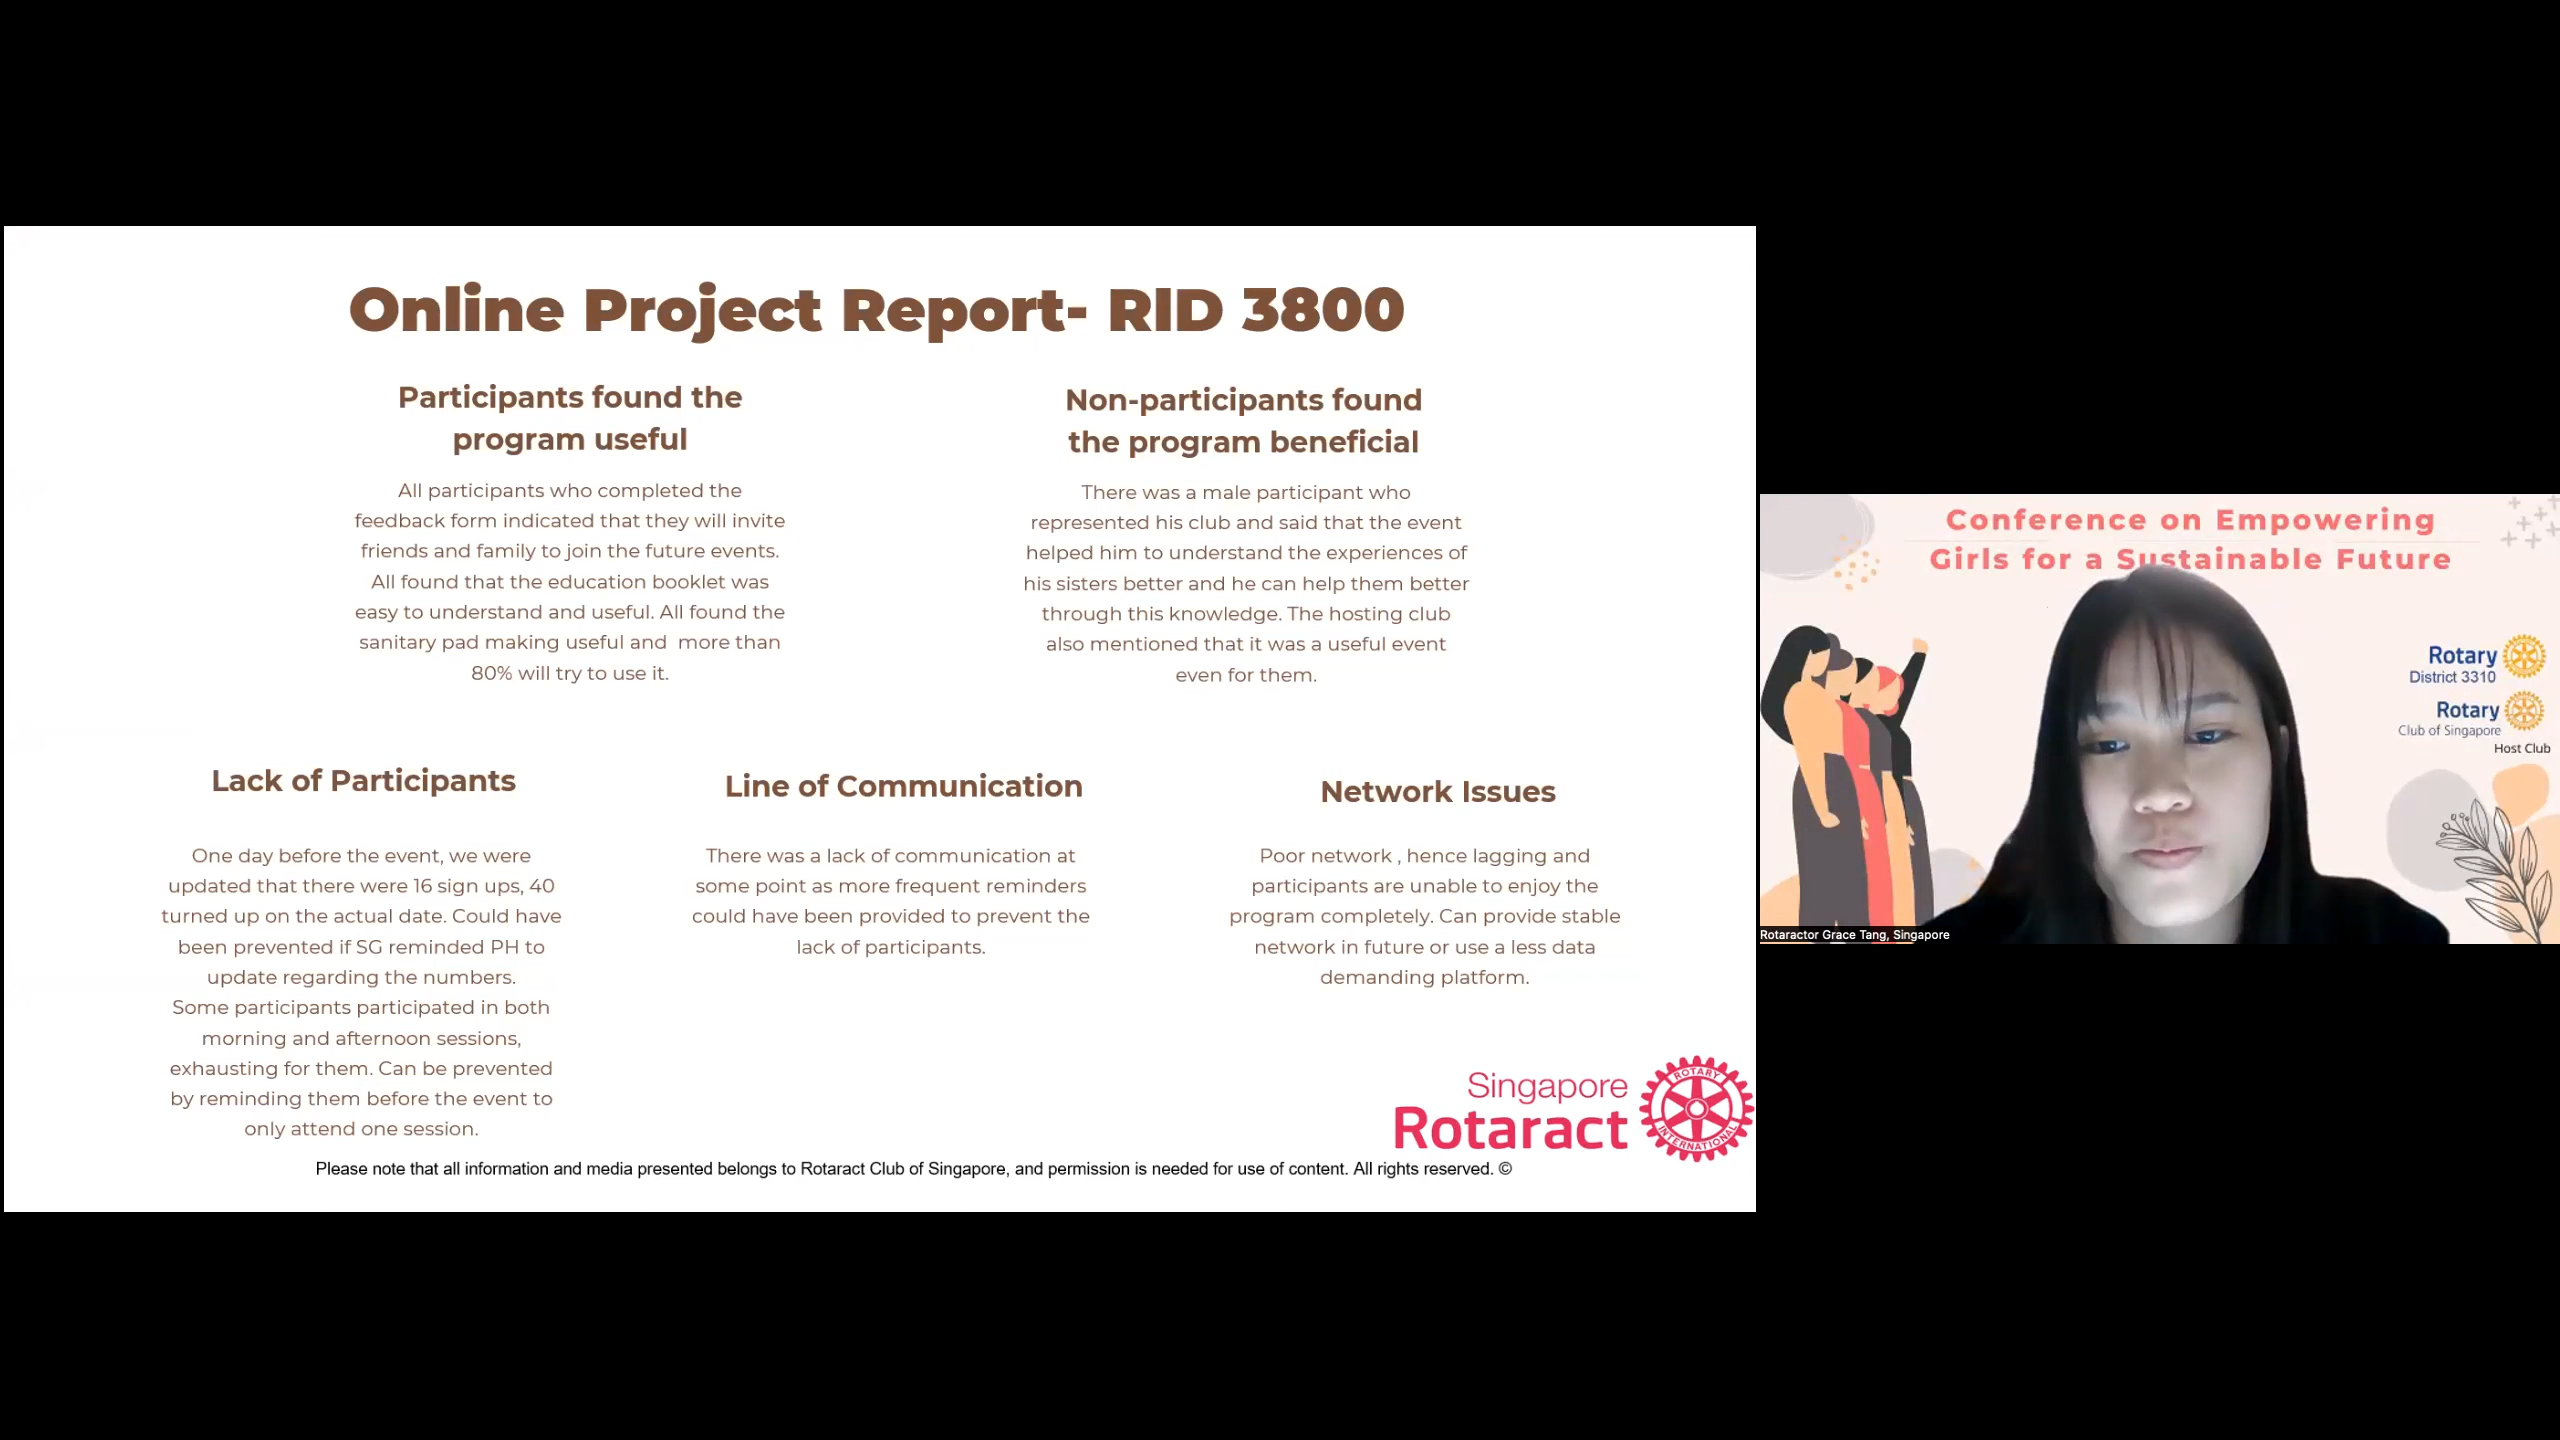 Online Project Report- RID 3800
Participants found the
program useful
All participants who completed the
feedback form indicated that they will invite
friends and family to join the future events.
All found that the education booklet was
easy to understand and useful. All found the
sanitary pad making useful and  more than
80% will try to use it.
Non-participants found
the program beneficial
There was a male participant who
represented his club and said that the event
helped him to understand the experiences of
his sisters better and he can help them better
through this knowledge. The hosting club
also mentioned that it was a useful event
even for them.
Lack of Participants
One day before the event, we were
updated that there were 16 sign ups, 40
turned up on the actual date. Could have
been prevented if SG reminded PH to
update regarding the numbers.
Some participants participated in both
morning and afternoon sessions,
exhausting for them. Can be prevented
by reminding them before the event to
only attend one session.
Line of Communication
There was a lack of communication at
some point as more frequent reminders
could have been provided to prevent the
lack of participants.
Network Issues
Poor network , hence lagging and
participants are unable to enjoy the
program completely. Can provide stable
network in future or use a less data
demanding platform.
Singapore
Rotaract
ROTARY
INTERNATIONAL
Please note that all information and media presented belongs to Rotaract Club of Singapore, and permission is needed for use of content. All rights reserved. ©
Conference on Empowering
Girls for a Sustainable Future
Rotary
District 3310
Rotary
Club of Singapore
Host Club
Rotaractor Grace Tang, Singapore